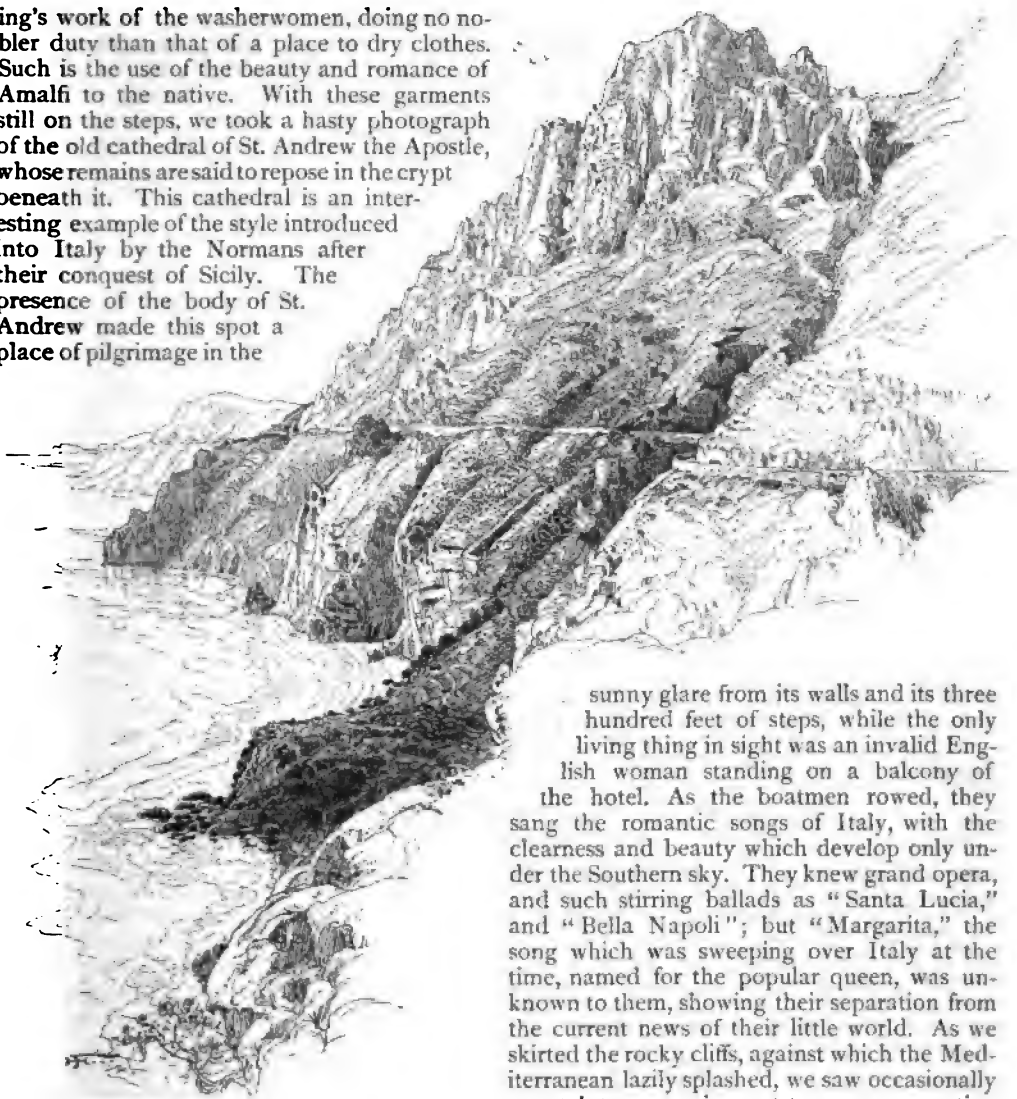 ing's work of the washerwomen, doing no no-
bler duty than that of a place to dry clothes.
Such is the use of the beauty and romance of
Amalfi to the native. With these garments
still on the steps, we took a hasty photograph
of the old cathedral of St. Andrew the Apostle,
whose remains are said to repose in the crypt
beneath it. This cathedral is an inter-
esting example of the style introduced
into Italy by the Normans after
their conquest of Sicily. The
presence of the body of St.
Andrew made this spot a
place of pilgrimage in the
sunny glare from its walls and its three
hundred feet of steps, while the only
living thing in sight was an invalid Eng-
lish woman standing on a balcony of
the hotel. As the boatmen rowed, they
sang the romantic songs of Italy, with the
clearness and beauty which develop only un-
der the Southern sky. They knew grand opera,
and such stirring ballads as "Santa Lucia,"
and "Bella Napoli"; but "Margarita," the
song which was sweeping over Italy at the
time, named for the popular queen, was un-
known to them, showing their separation from
the current news of their little world. As we
skirted the rocky cliffs, against which the Med-
iterranean lazily splashed, we saw occasionally